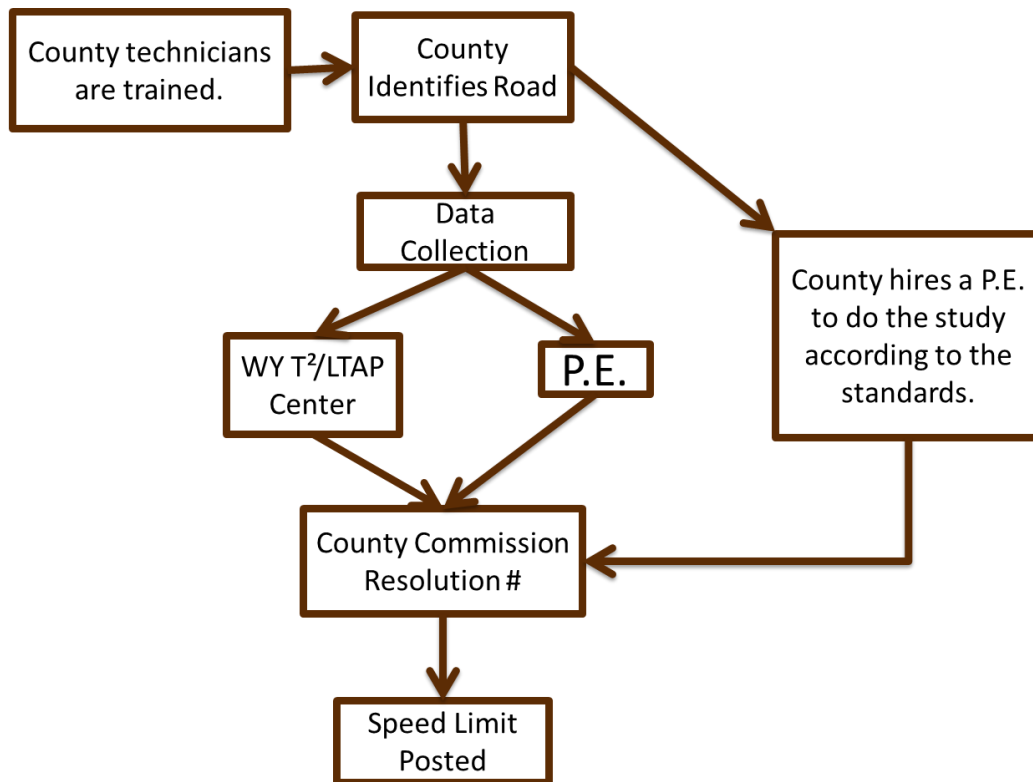 County technicians
are trained.
County
Identifies Road
Data
Collection
County hires a P.E.
to do the study
according to the
standards.
WY T²/LTAP
Center
P.E.
County Commission
Resolution #
Speed Limit
Posted